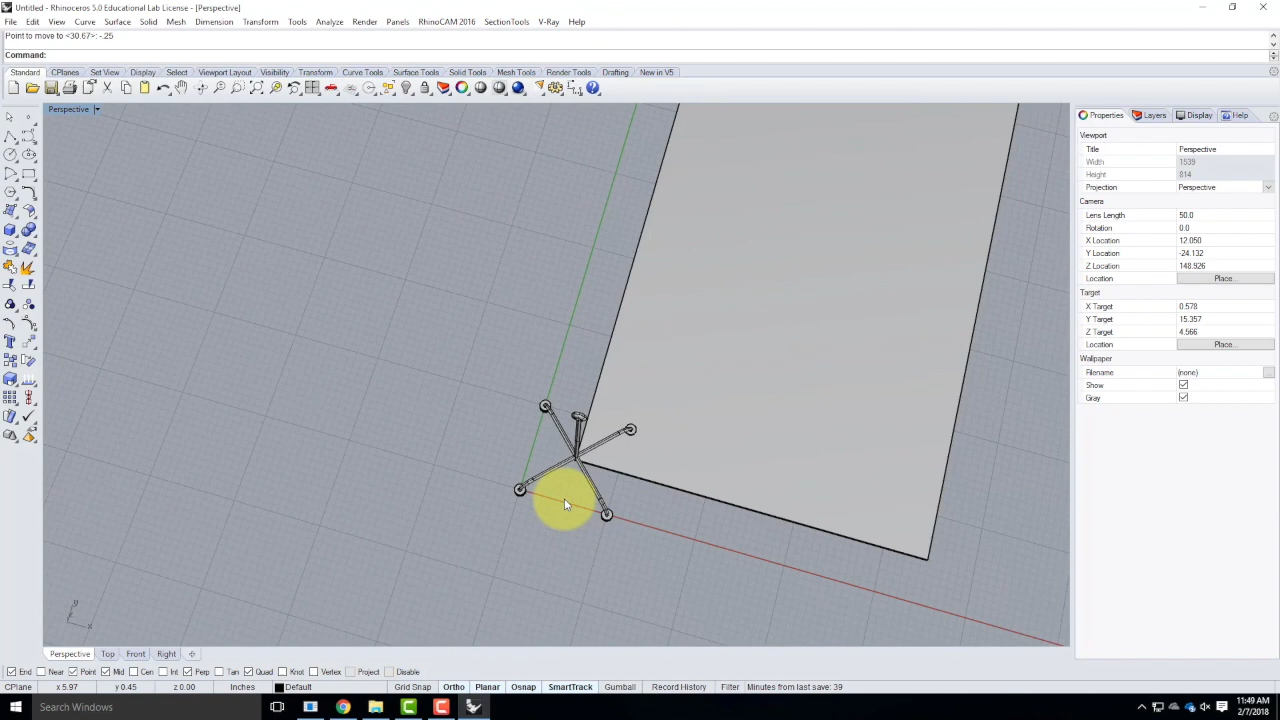 Untitled - Rhinoceros 5.0 Educational Lab License - [Perspective]
File Edit View Curve Surface Solid Mesh Dimension Transform Tools Analyze Render Panels RhinoCAM 2016 SectionTools V-Ray Help
Point to move to <30.67>: -.25
Command:
Standard CPlanes Set View Display Select Viewport Layout Visibility Transform Curve Tools Surface Tools Solid Tools Mesh Tools Render Tools Drafting New in V5
Perspective
Properties Layers Display Help
Viewport
Title Perspective
Width 1539
Height 814
Projection Perspective
Camera
Lens Length 50.0
Rotation 0.0
X Location 12.050
Y Location -24.132
Z Location 148.926
Location Place...
Target
X Target 0.578
Y Target 15.357
Z Target 4.566
Location Place...
Wallpaper
Filename (none)
Show
Gray
y
z
x
Perspective Top Front Right
End Near Point Mid Cen Int Perp Tan Quad Knot Vertex Project Disable
CPlane x 5.97 y 0.45 z 0.00 Inches Default Grid Snap Ortho Planar Osnap SmartTrack Gumball Record History Filter Minutes from last save: 39
Search Windows
11:49 AM
2/7/2018